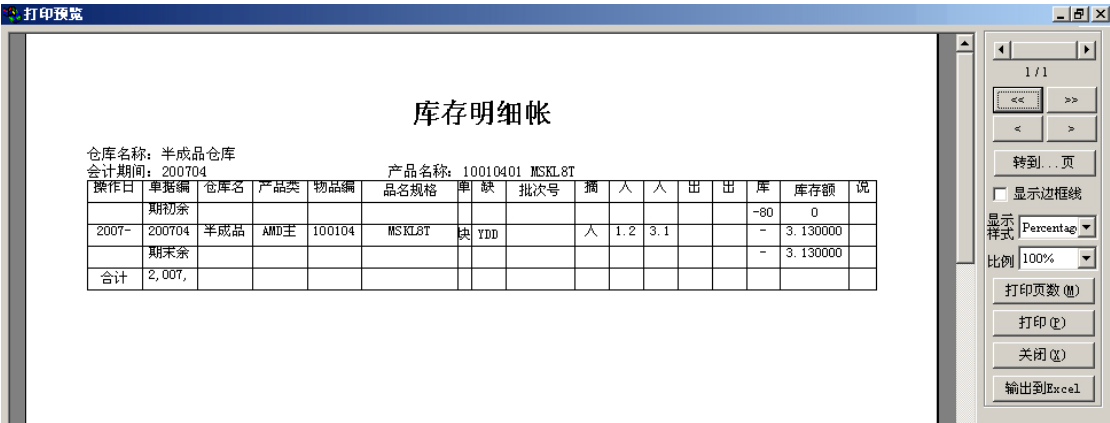 打印预览
库存明细帐
仓库名称: 半成品仓库
会计期间: 200704 产品名称: 10010401 MSKL8T
操作日 单据编 仓库名 产品类 物品编 品名规格 单 缺 批次号 摘 入 入 出 出 库 库存额 说
期初余 -80 0
2007- 200704 半成品 AMD主 100104 MSKL8T 块 YDD 入 1.2 3.1 - 3.130000
期末余 - 3.130000
合计 2,007,
1/1
<< >>
< >
转到...页
显示边框线
显示样式 Percentag
比例 100%
打印页数(M)
打印(P)
关闭(X)
输出到Excel